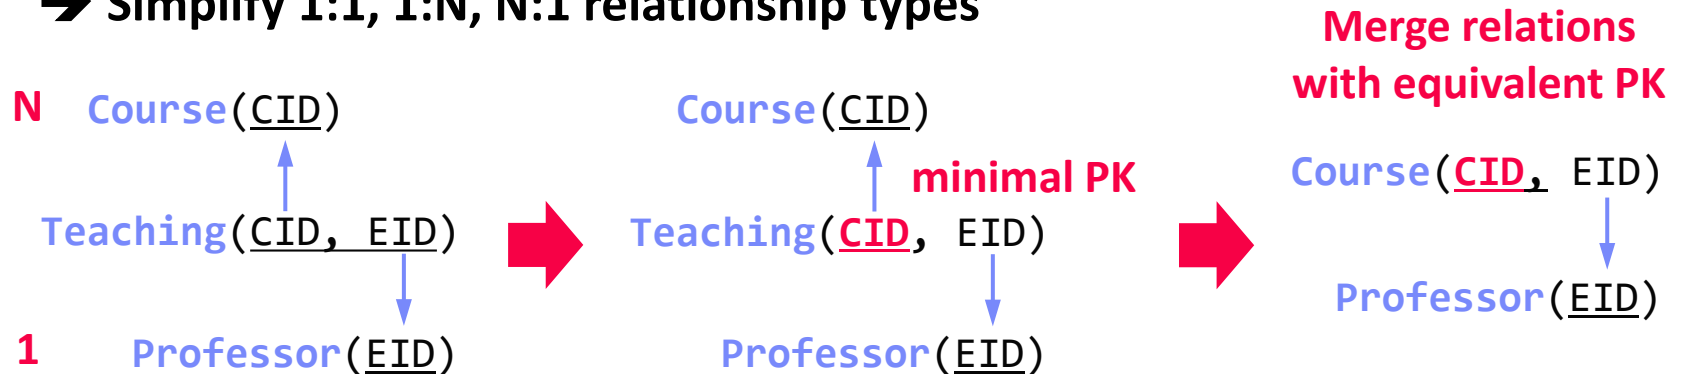 ➔ Simplify 1:1, 1:N, N:1 relationship types
Merge relations
with equivalent PK
N Course(CID) Course(CID)
Course(CID, EID)
minimal PK
Teaching(CID, EID) Teaching(CID, EID)
Professor(EID)
1 Professor(EID) Professor(EID)